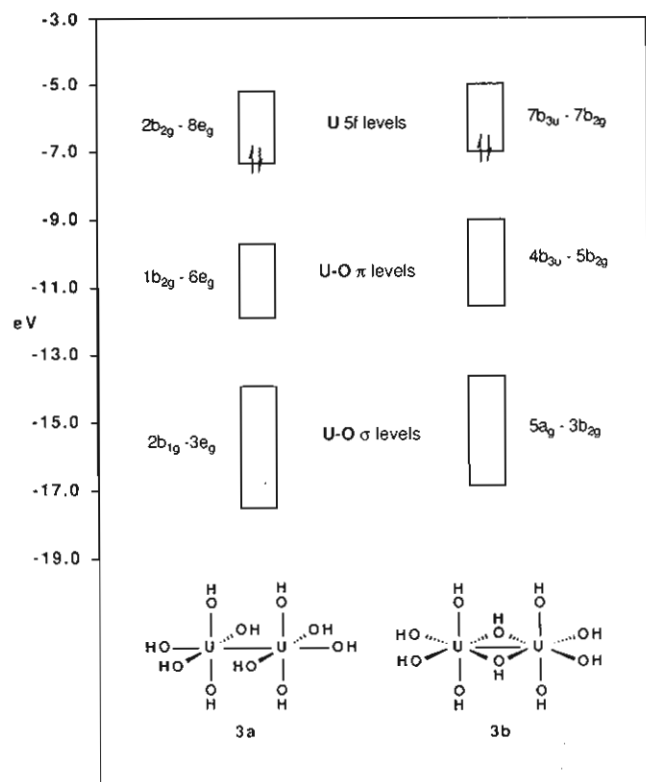 -3.0
-5.0
-7.0
-9.0
-11.0
eV
-13.0
-15.0
-17.0
-19.0
2b₂g - 8eg U 5f levels 7b₃u - 7b₂g
1b₂g - 6eg U-O π levels 4b₃u - 5b₂g
2b₁g -3eg U-O σ levels 5ag - 3b₂g
H H H H
O O H O
OH OH HO O OH
HO U U OH U U
HO HO HO O OH
O O O H O
H H H H
3a 3b